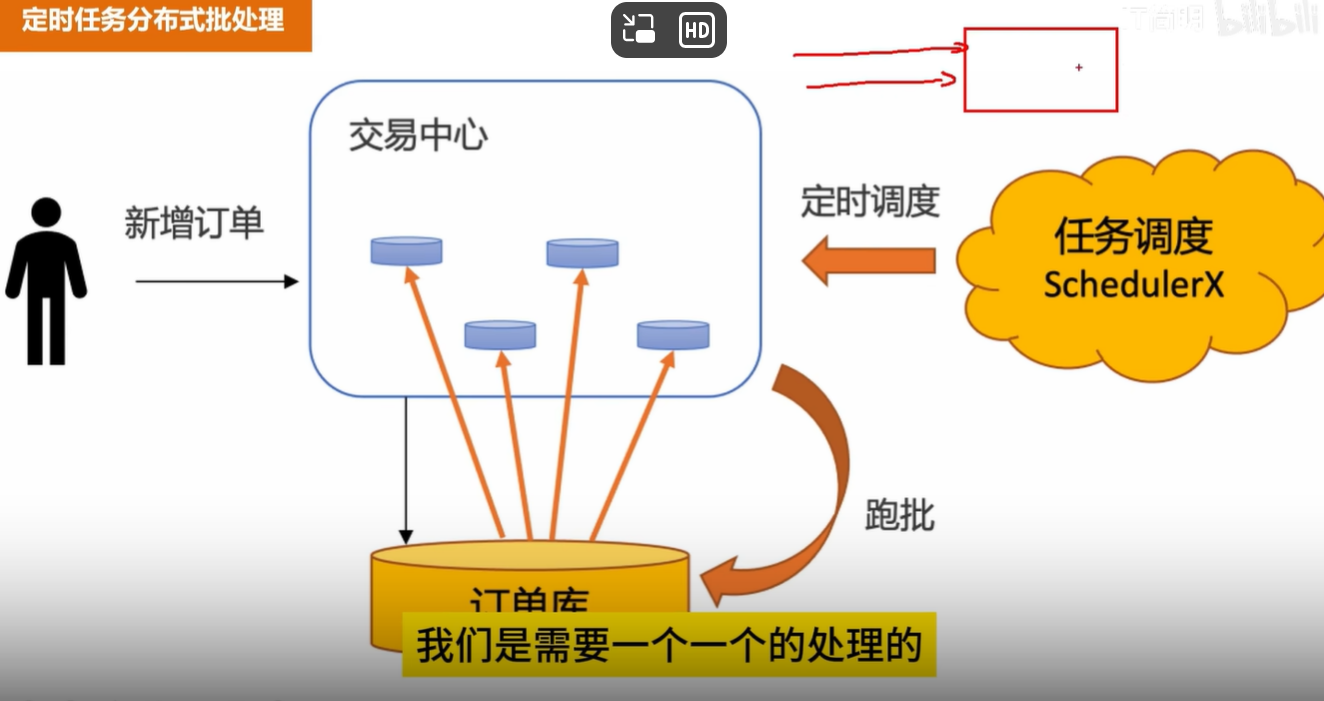 定时任务分布式批处理
HD
bilibili
交易中心
新增订单
定时调度
任务调度
SchedulerX
跑批
订单库
我们是需要一个一个的处理的